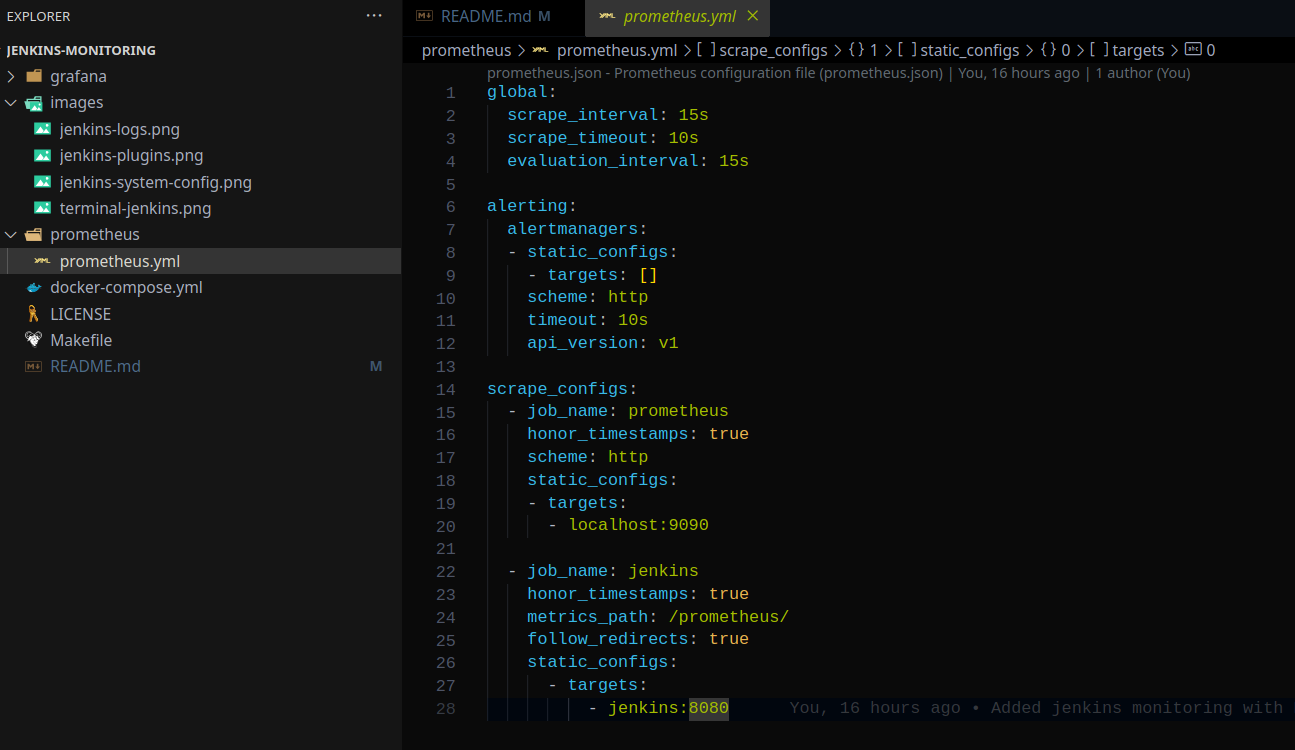 EXPLORER
JENKINS-MONITORING
grafana
images
jenkins-logs.png
jenkins-plugins.png
jenkins-system-config.png
terminal-jenkins.png
prometheus
prometheus.yml
docker-compose.yml
LICENSE
Makefile
README.md M
README.md M prometheus.yml
prometheus > prometheus.yml > [ ] scrape_configs > {} 1 > [ ] static_configs > {} 0 > [ ] targets > abc 0
prometheus.json - Prometheus configuration file (prometheus.json) | You, 16 hours ago | 1 author (You)
1 global:
2 scrape_interval: 15s
3 scrape_timeout: 10s
4 evaluation_interval: 15s
5
6 alerting:
7 alertmanagers:
8 - static_configs:
9 - targets: []
10 scheme: http
11 timeout: 10s
12 api_version: v1
13
14 scrape_configs:
15 - job_name: prometheus
16 honor_timestamps: true
17 scheme: http
18 static_configs:
19 - targets:
20 - localhost:9090
21
22 - job_name: jenkins
23 honor_timestamps: true
24 metrics_path: /prometheus/
25 follow_redirects: true
26 static_configs:
27 - targets:
28 - jenkins:8080 You, 16 hours ago • Added jenkins monitoring with